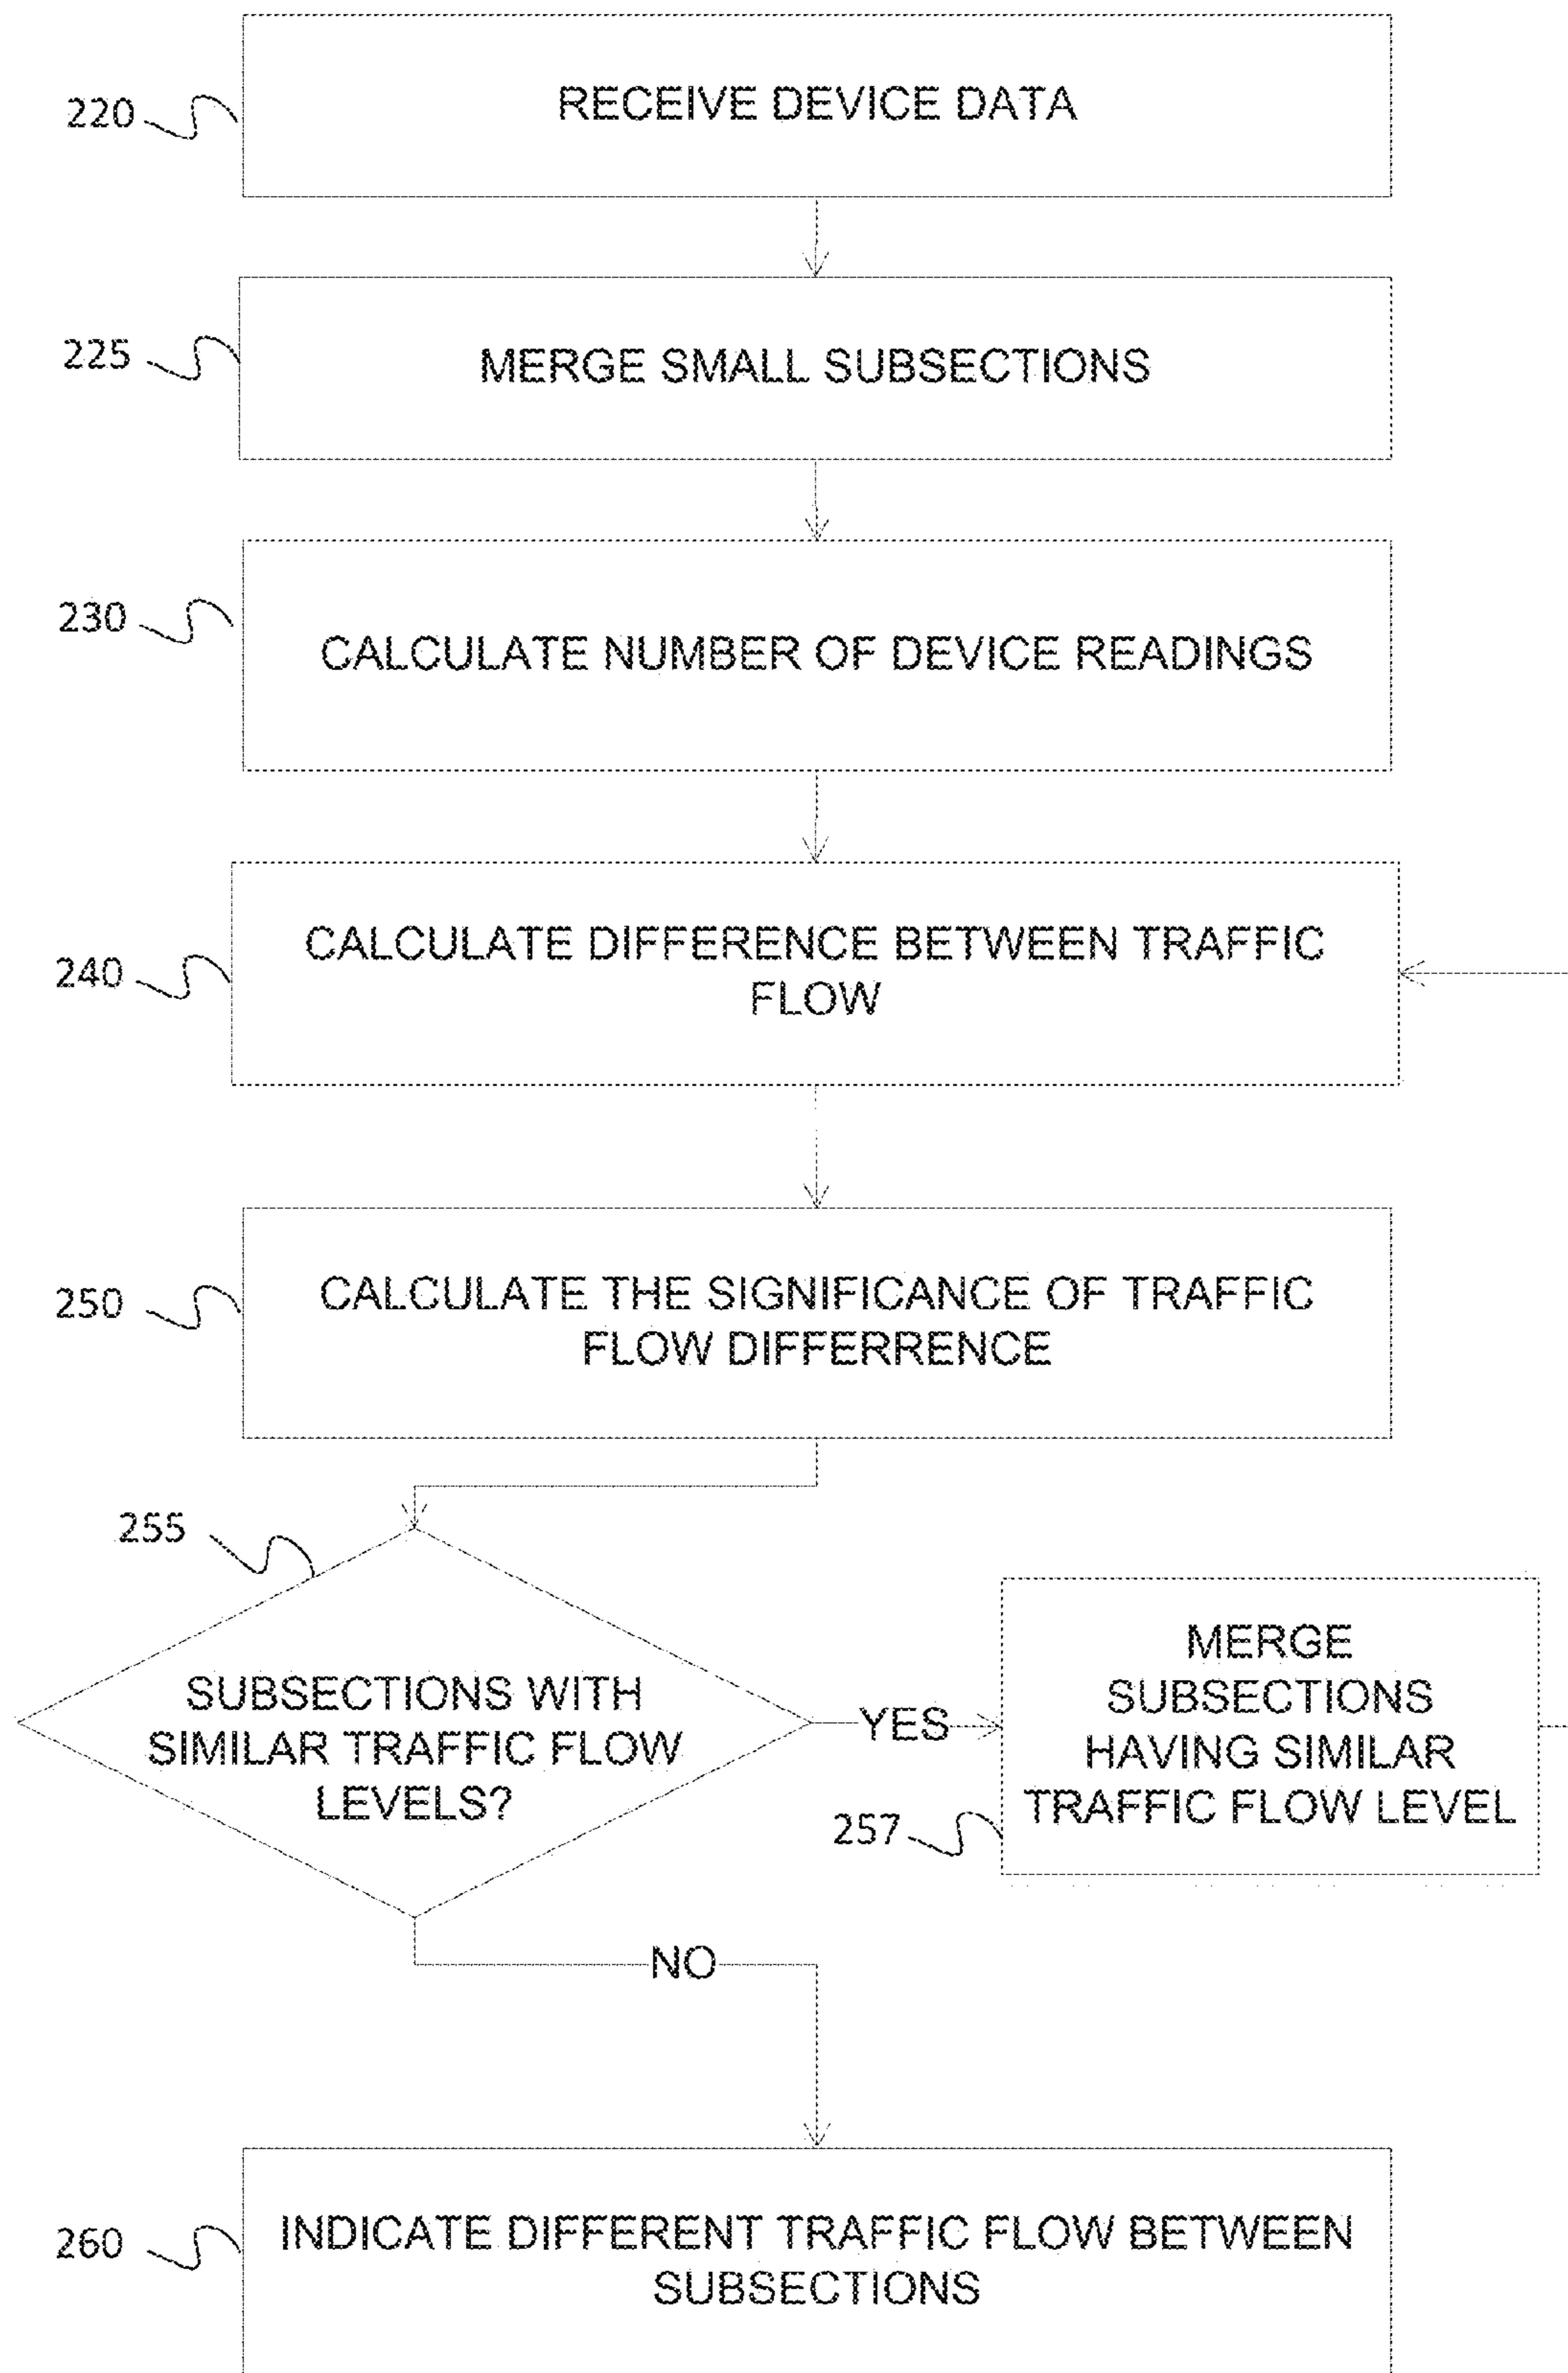 220
RECEIVE DEVICE DATA
225
MERGE SMALL SUBSECTIONS
230
CALCULATE NUMBER OF DEVICE READINGS
240
CALCULATE DIFFERENCE BETWEEN TRAFFIC
FLOW
250
CALCULATE THE SIGNIFICANCE OF TRAFFIC
FLOW DIFFERRENCE
255
SUBSECTIONS WITH
SIMILAR TRAFFIC FLOW
LEVELS?
YES
MERGE
SUBSECTIONS
HAVING SIMILAR
TRAFFIC FLOW LEVEL
257
NO
260
INDICATE DIFFERENT TRAFFIC FLOW BETWEEN
SUBSECTIONS